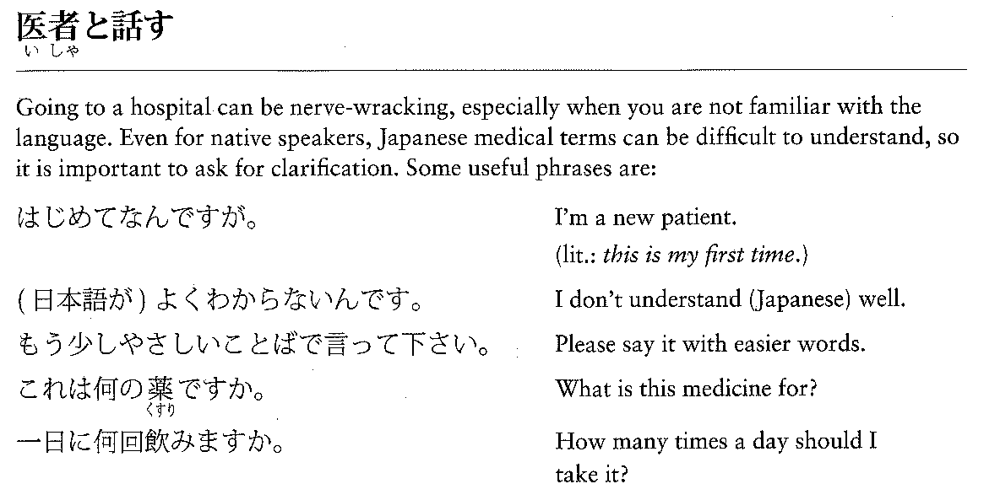 医者と話す
いしゃ
Going to a hospital can be nerve-wracking, especially when you are not familiar with the
language. Even for native speakers, Japanese medical terms can be difficult to understand, so
it is important to ask for clarification. Some useful phrases are:
はじめてなんですが。 I'm a new patient.
(lit.: this is my first time.)
(日本語が) よくわからないんです。 I don't understand (Japanese) well.
もう少しやさしいことばで言って下さい。 Please say it with easier words.
これは何の薬ですか。 What is this medicine for?
くすり
一日に何回飲みますか。 How many times a day should I
take it?